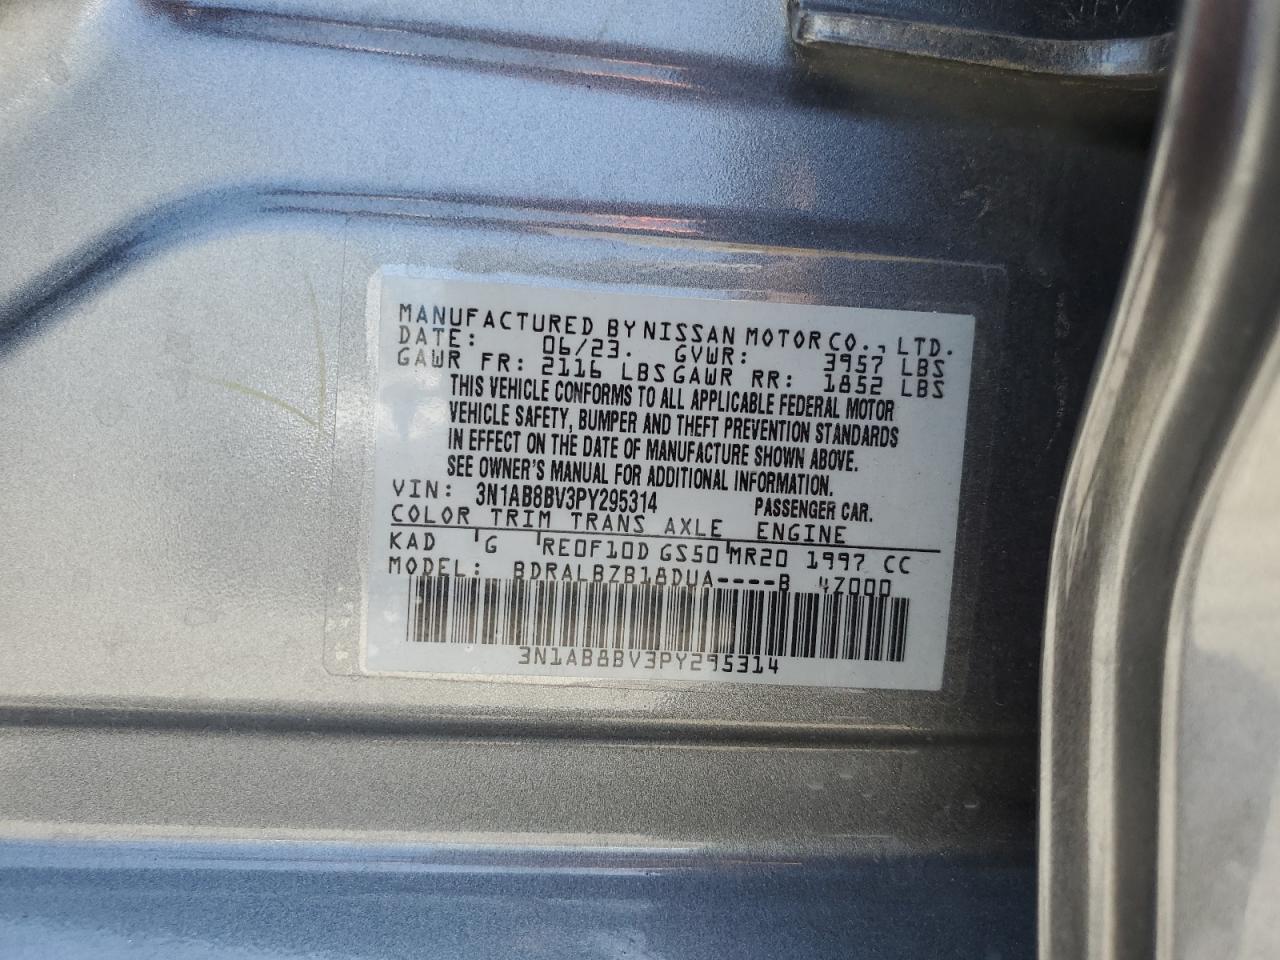 MANUFACTURED BY NISSAN MOTOR CO., LTD.
DATE: 06/23. GVWR: 3957 LBS
GAWR FR: 2116 LBS GAWR RR: 1852 LBS
THIS VEHICLE CONFORMS TO ALL APPLICABLE FEDERAL MOTOR
VEHICLE SAFETY, BUMPER AND THEFT PREVENTION STANDARDS
IN EFFECT ON THE DATE OF MANUFACTURE SHOWN ABOVE.
SEE OWNER'S MANUAL FOR ADDITIONAL INFORMATION.
VIN: 3N1AB8BV3PY295314 PASSENGER CAR.
COLOR TRIM TRANS AXLE ENGINE
KAD G RE0F10D GS50 MR20 1997 CC
MODEL: BDRALBZB18DUA----B 4Z000
3N1AB8BV3PY295314